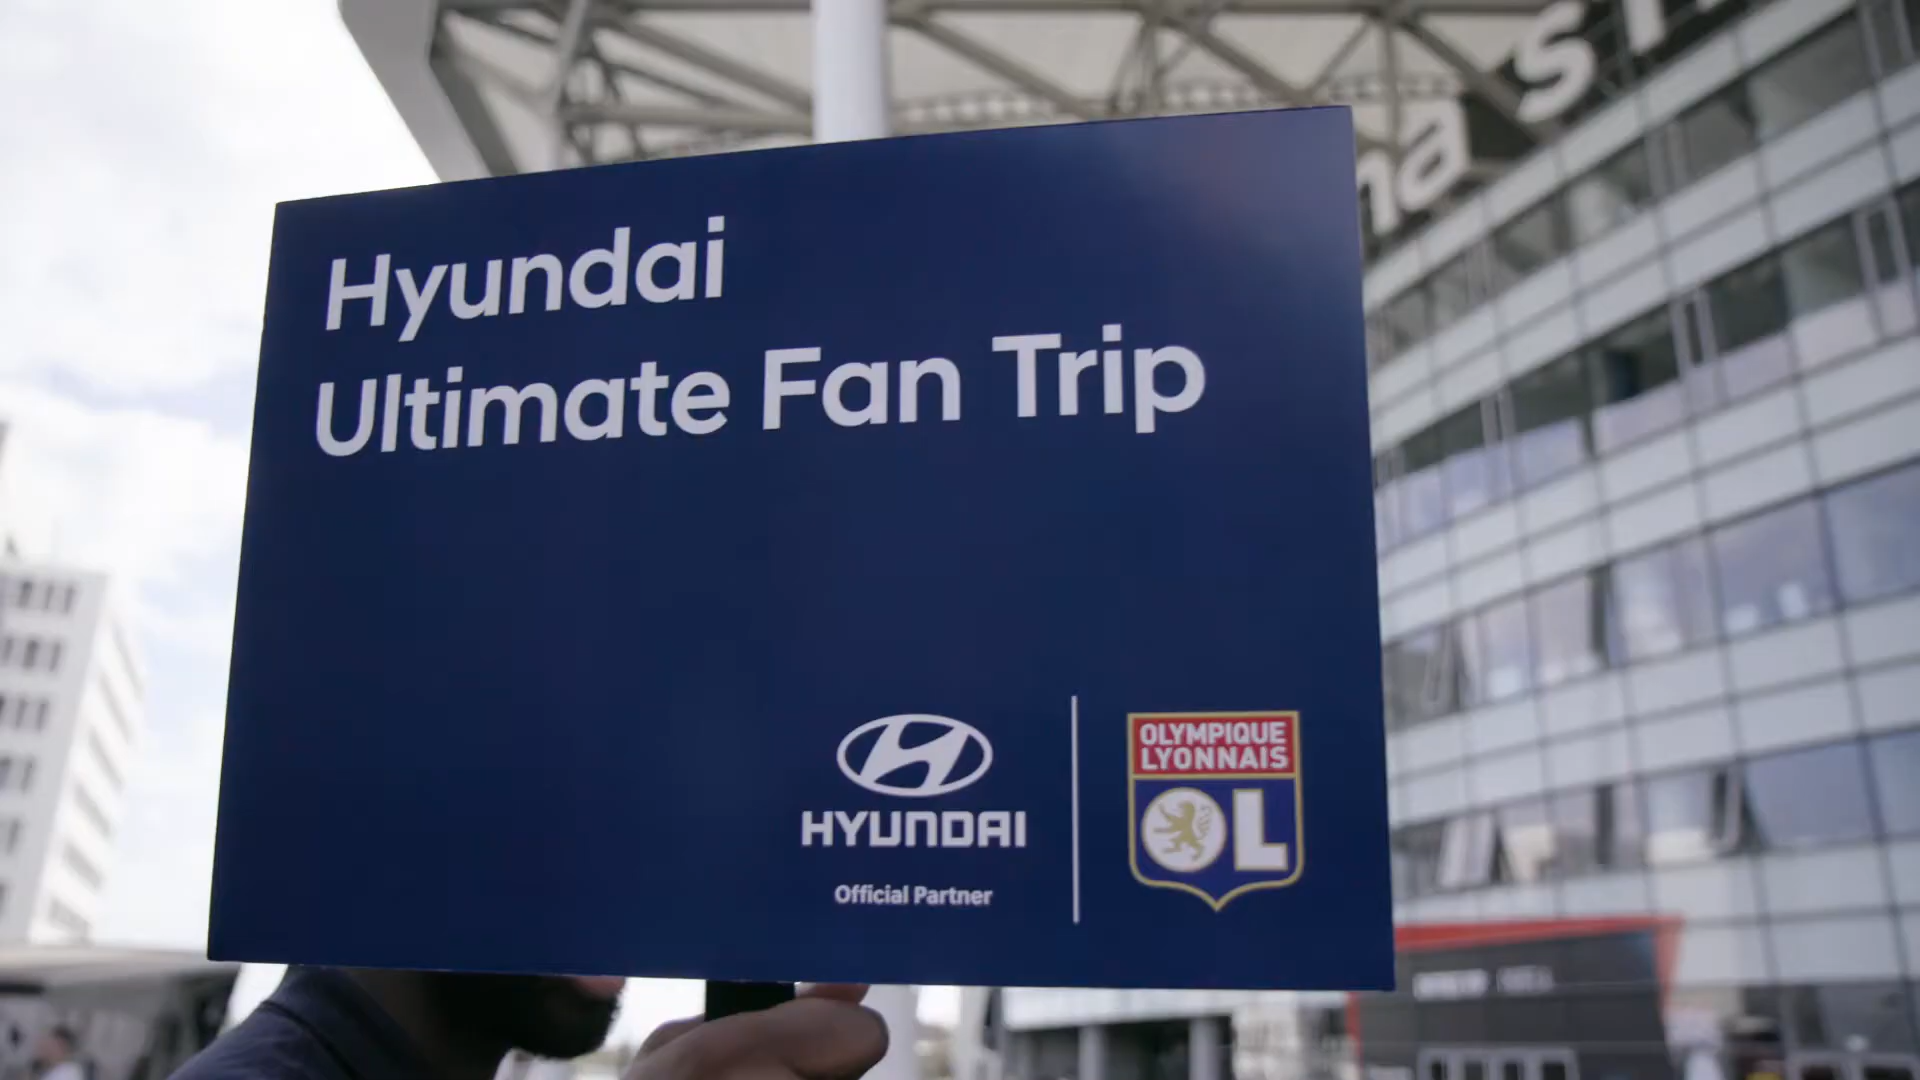 Hyundai
Ultimate Fan Trip
HYUNDAI
Official Partner
OLYMPIQUE
LYONNAIS
OL